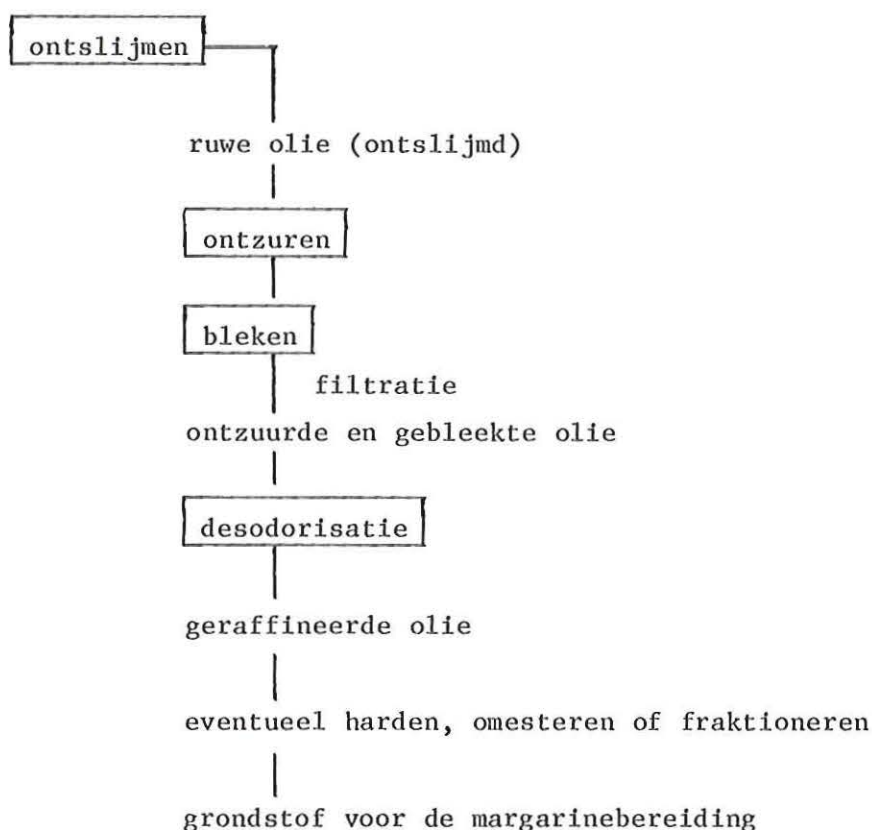 ontslijmen
ruwe olie (ontslijmd)
ontzuren
bleken
filtratie
ontzuurde en gebleekte olie
desodorisatie
geraffineerde olie
eventueel harden, omesteren of fraktioneren
grondstof voor de margarinebereiding